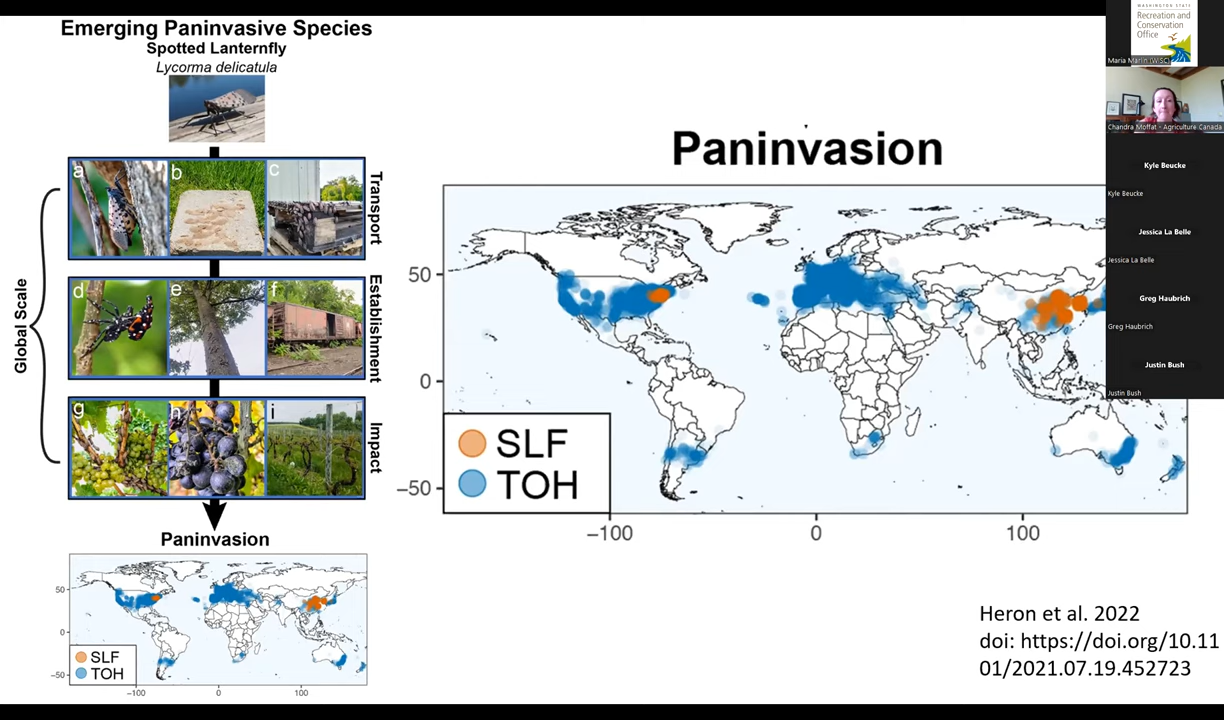 Emerging Paninvasive Species
Spotted Lanternfly
Lycorma delicatula
Global Scale
a
b
c
Transport
d
e
f
Establishment
g
h
i
Impact
Paninvasion
50
0
−50
SLF
TOH
−100
0
100
Paninvasion
50
0
−50
SLF
TOH
−100
0
100
Heron et al. 2022
doi: https://doi.org/10.11
01/2021.07.19.452723
WASHINGTON STATE
Recreation and
Conservation
Office
Maria Marlin (WISC)
Chandra Moffat - Agriculture Canada
Kyle Beucke
Kyle Beucke
Jessica La Belle
Jessica La Belle
Greg Haubrich
Greg Haubrich
Justin Bush
Justin Bush